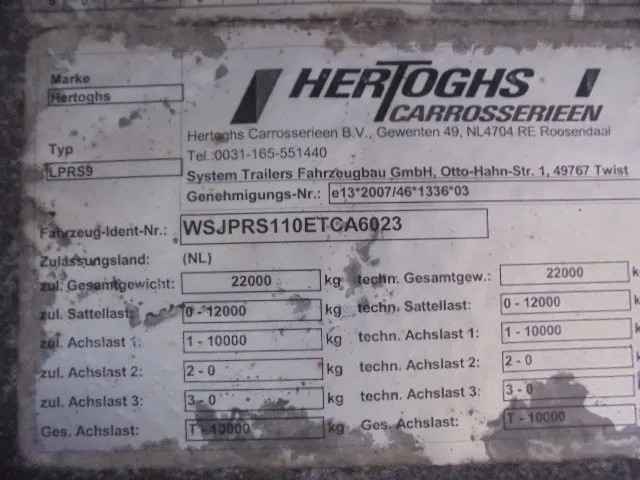 Marke
Hertoghs
HERTOGHS
CARROSSERIEEN
Hertoghs Carrosserieen B.V., Gewenten 49, NL4704 RE Roosendaal
Tel.:0031-165-551440
Typ
LPRS9
System Trailers Fahrzeugbau GmbH, Otto-Hahn-Str. 1, 49767 Twist
Genehmigungs-Nr.: e13*2007/46*1336*03
Fahrzeug-Ident-Nr.: WSJPRS110ETCA6023
Zulassungsland: (NL)
zul. Gesamtgewicht: 22000 kg techn. Gesamtgew.: 22000 k
zul. Sattellast: 0 - 12000 kg techn. Sattellast: 0 - 12000 kg
zul. Achslast 1: 1 - 10000 kg techn. Achslast 1: 1 - 10000 k
zul. Achslast 2: 2 - 0 kg techn. Achslast 2: 2 - 0 k
zul. Achslast 3: 3 - 0 kg techn. Achslast 3: 3 - 0 k
Ges. Achslast: T - 10000 kg Ges. Achslast: T - 10000 k